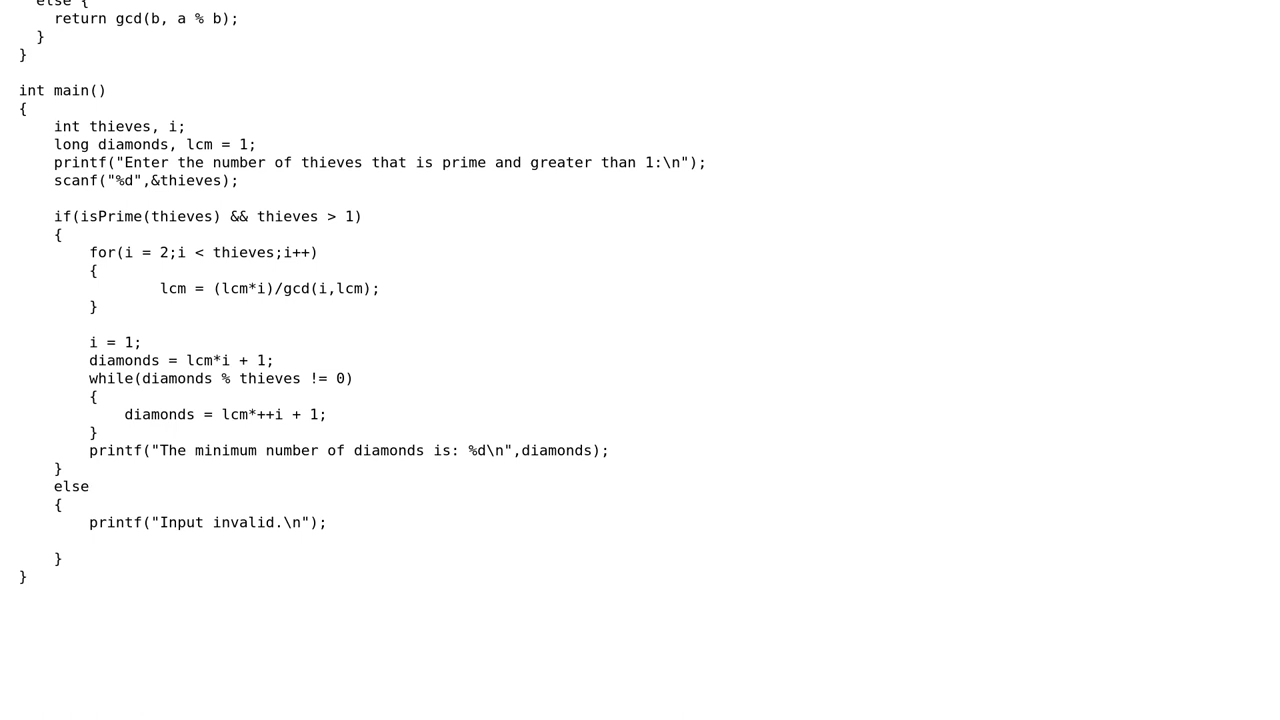 else {
return gcd(b, a % b);
}
}
int main()
{
int thieves, i;
long diamonds, lcm = 1;
printf("Enter the number of thieves that is prime and greater than 1:\n");
scanf("%d",&thieves);
if(isPrime(thieves) && thieves > 1)
{
for(i = 2;i < thieves;i++)
{
lcm = (lcm*i)/gcd(i,lcm);
}
i = 1;
diamonds = lcm*i + 1;
while(diamonds % thieves != 0)
{
diamonds = lcm*++i + 1;
}
printf("The minimum number of diamonds is: %d\n",diamonds);
}
else
{
printf("Input invalid.\n");
}
}